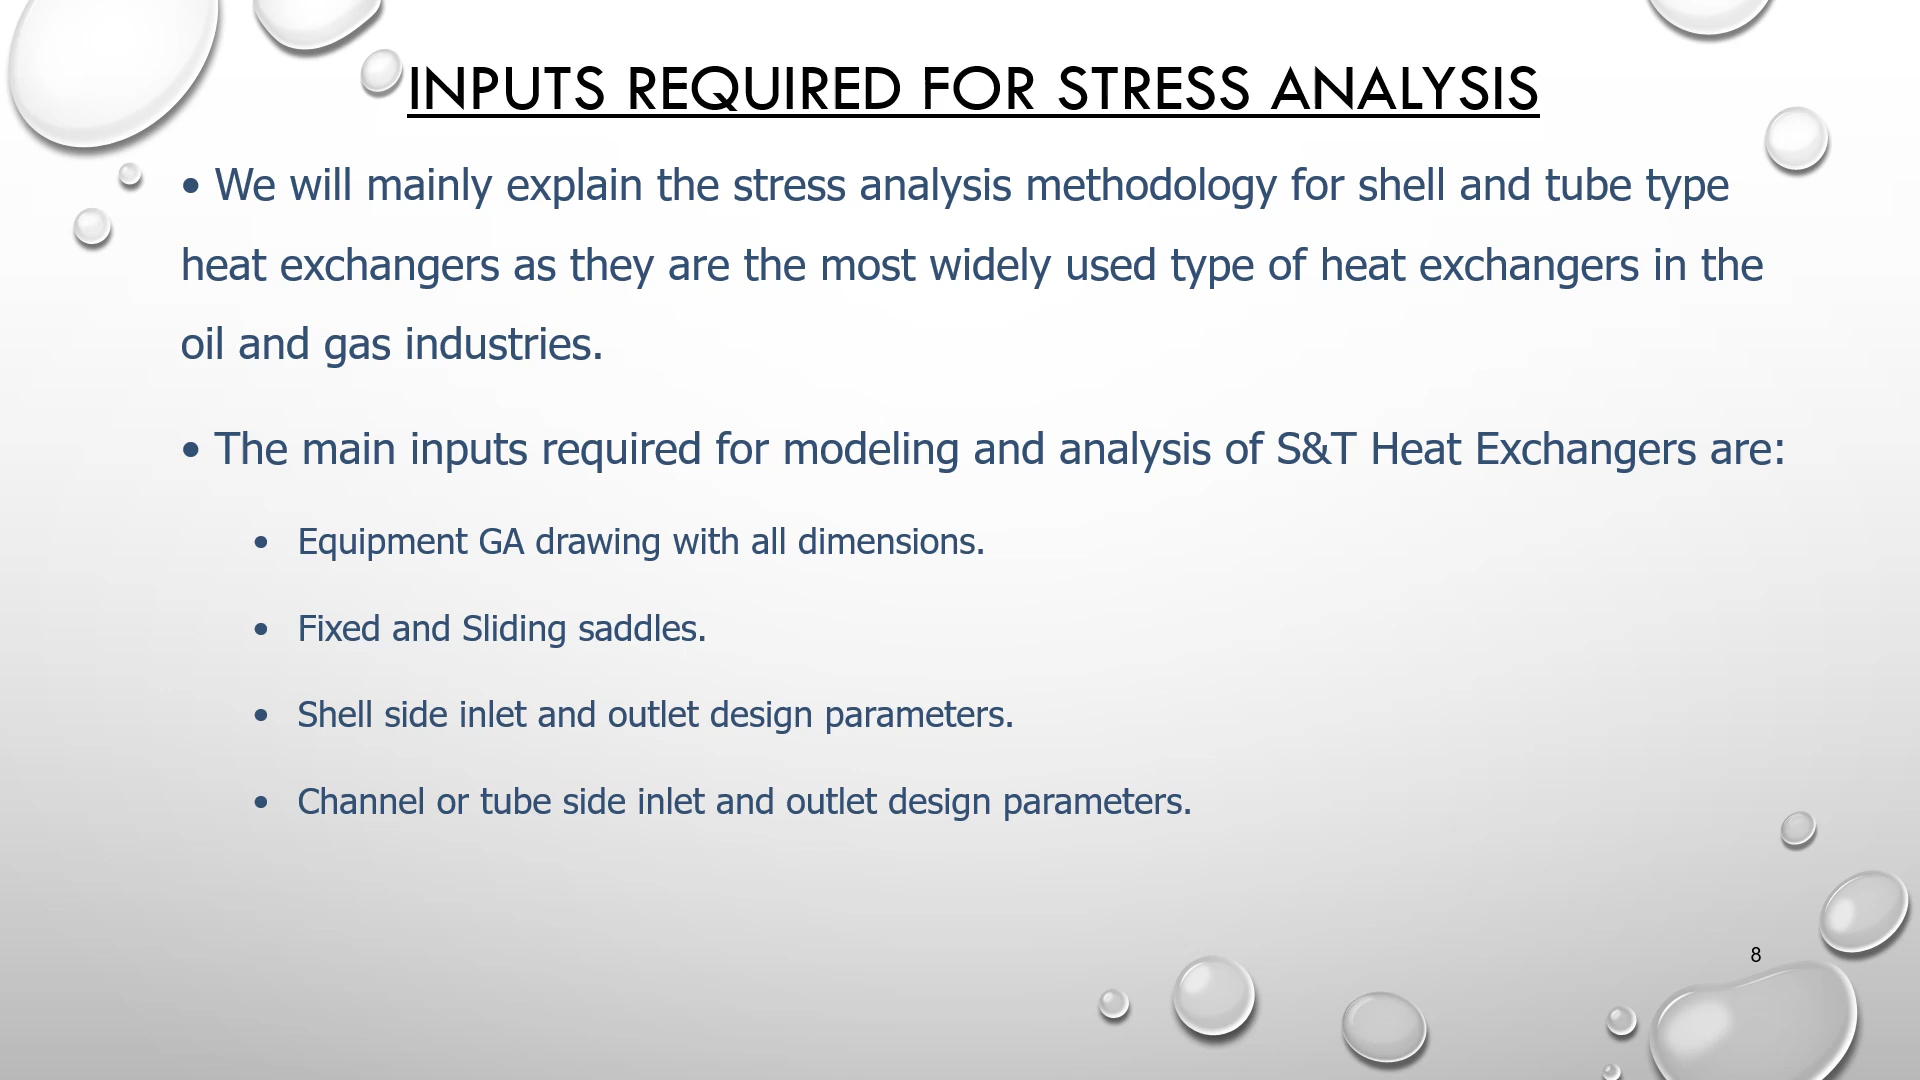 INPUTS REQUIRED FOR STRESS ANALYSIS
• We will mainly explain the stress analysis methodology for shell and tube type
heat exchangers as they are the most widely used type of heat exchangers in the
oil and gas industries.
• The main inputs required for modeling and analysis of S&T Heat Exchangers are:
• Equipment GA drawing with all dimensions.
• Fixed and Sliding saddles.
• Shell side inlet and outlet design parameters.
• Channel or tube side inlet and outlet design parameters.
8